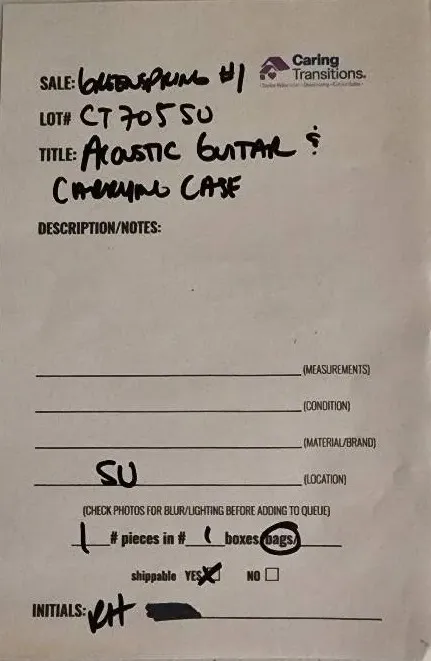 SALE: GREENSPRING #1
Caring
Transitions.
LOT# CT705SU
TITLE: ACOUSTIC GUITAR &
CARRYING CASE
DESCRIPTION/NOTES:
(MEASUREMENTS)
(CONDITION)
(MATERIAL/BRAND)
SU (LOCATION)
(CHECK PHOTOS FOR BLUR/LIGHTING BEFORE ADDING TO QUEUE)
1 # pieces in # 1 boxes/bags/
shippable YES NO
INITIALS: RH